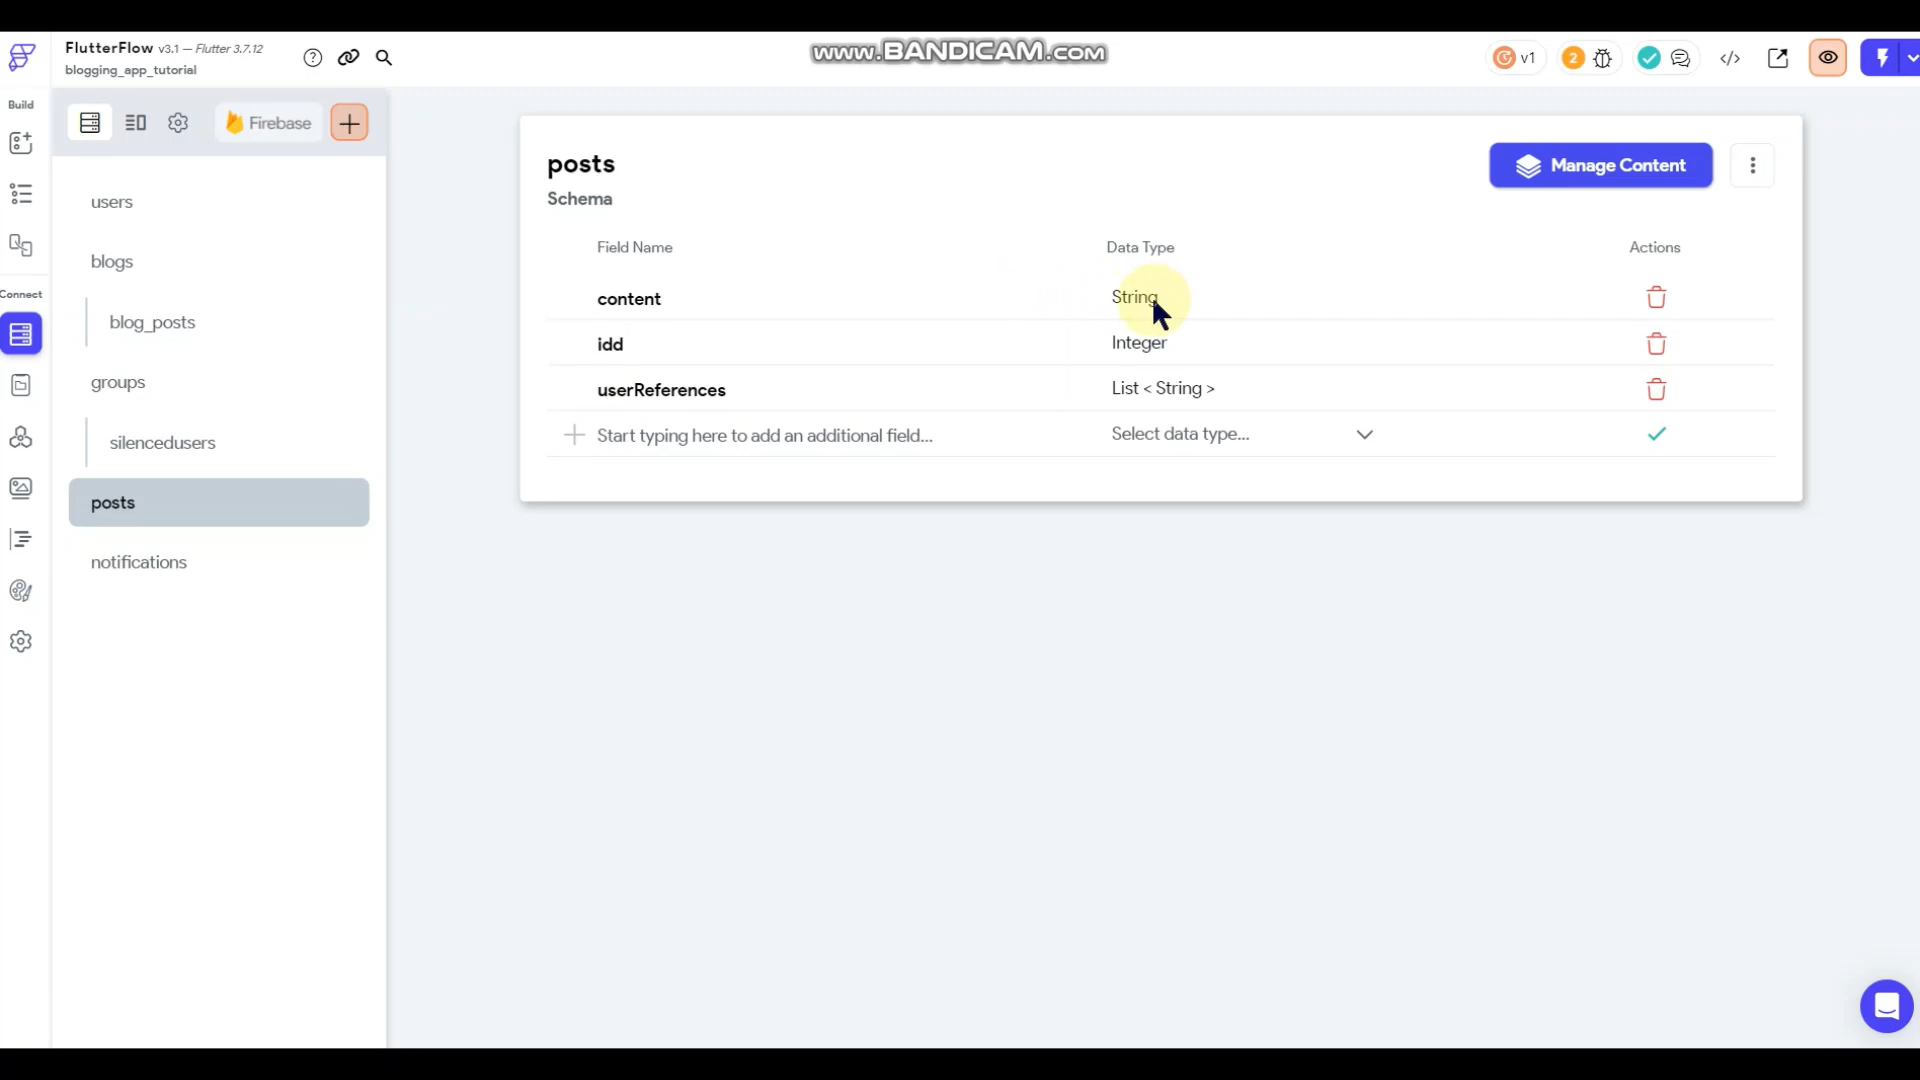 www.BANDICAM.com
FlutterFlow v3.1 – Flutter 3.7.12
blogging_app_tutorial
v1
2
Build
Connect
Firebase
users
blogs
blog_posts
groups
silencedusers
posts
notifications
posts
Manage Content
Schema
Field Name Data Type Actions
content String
idd Integer
userReferences List < String >
Start typing here to add an additional field... Select data type...